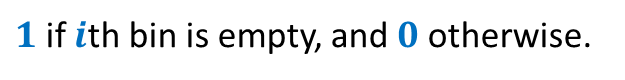 1 if ith bin is empty, and 0 otherwise.